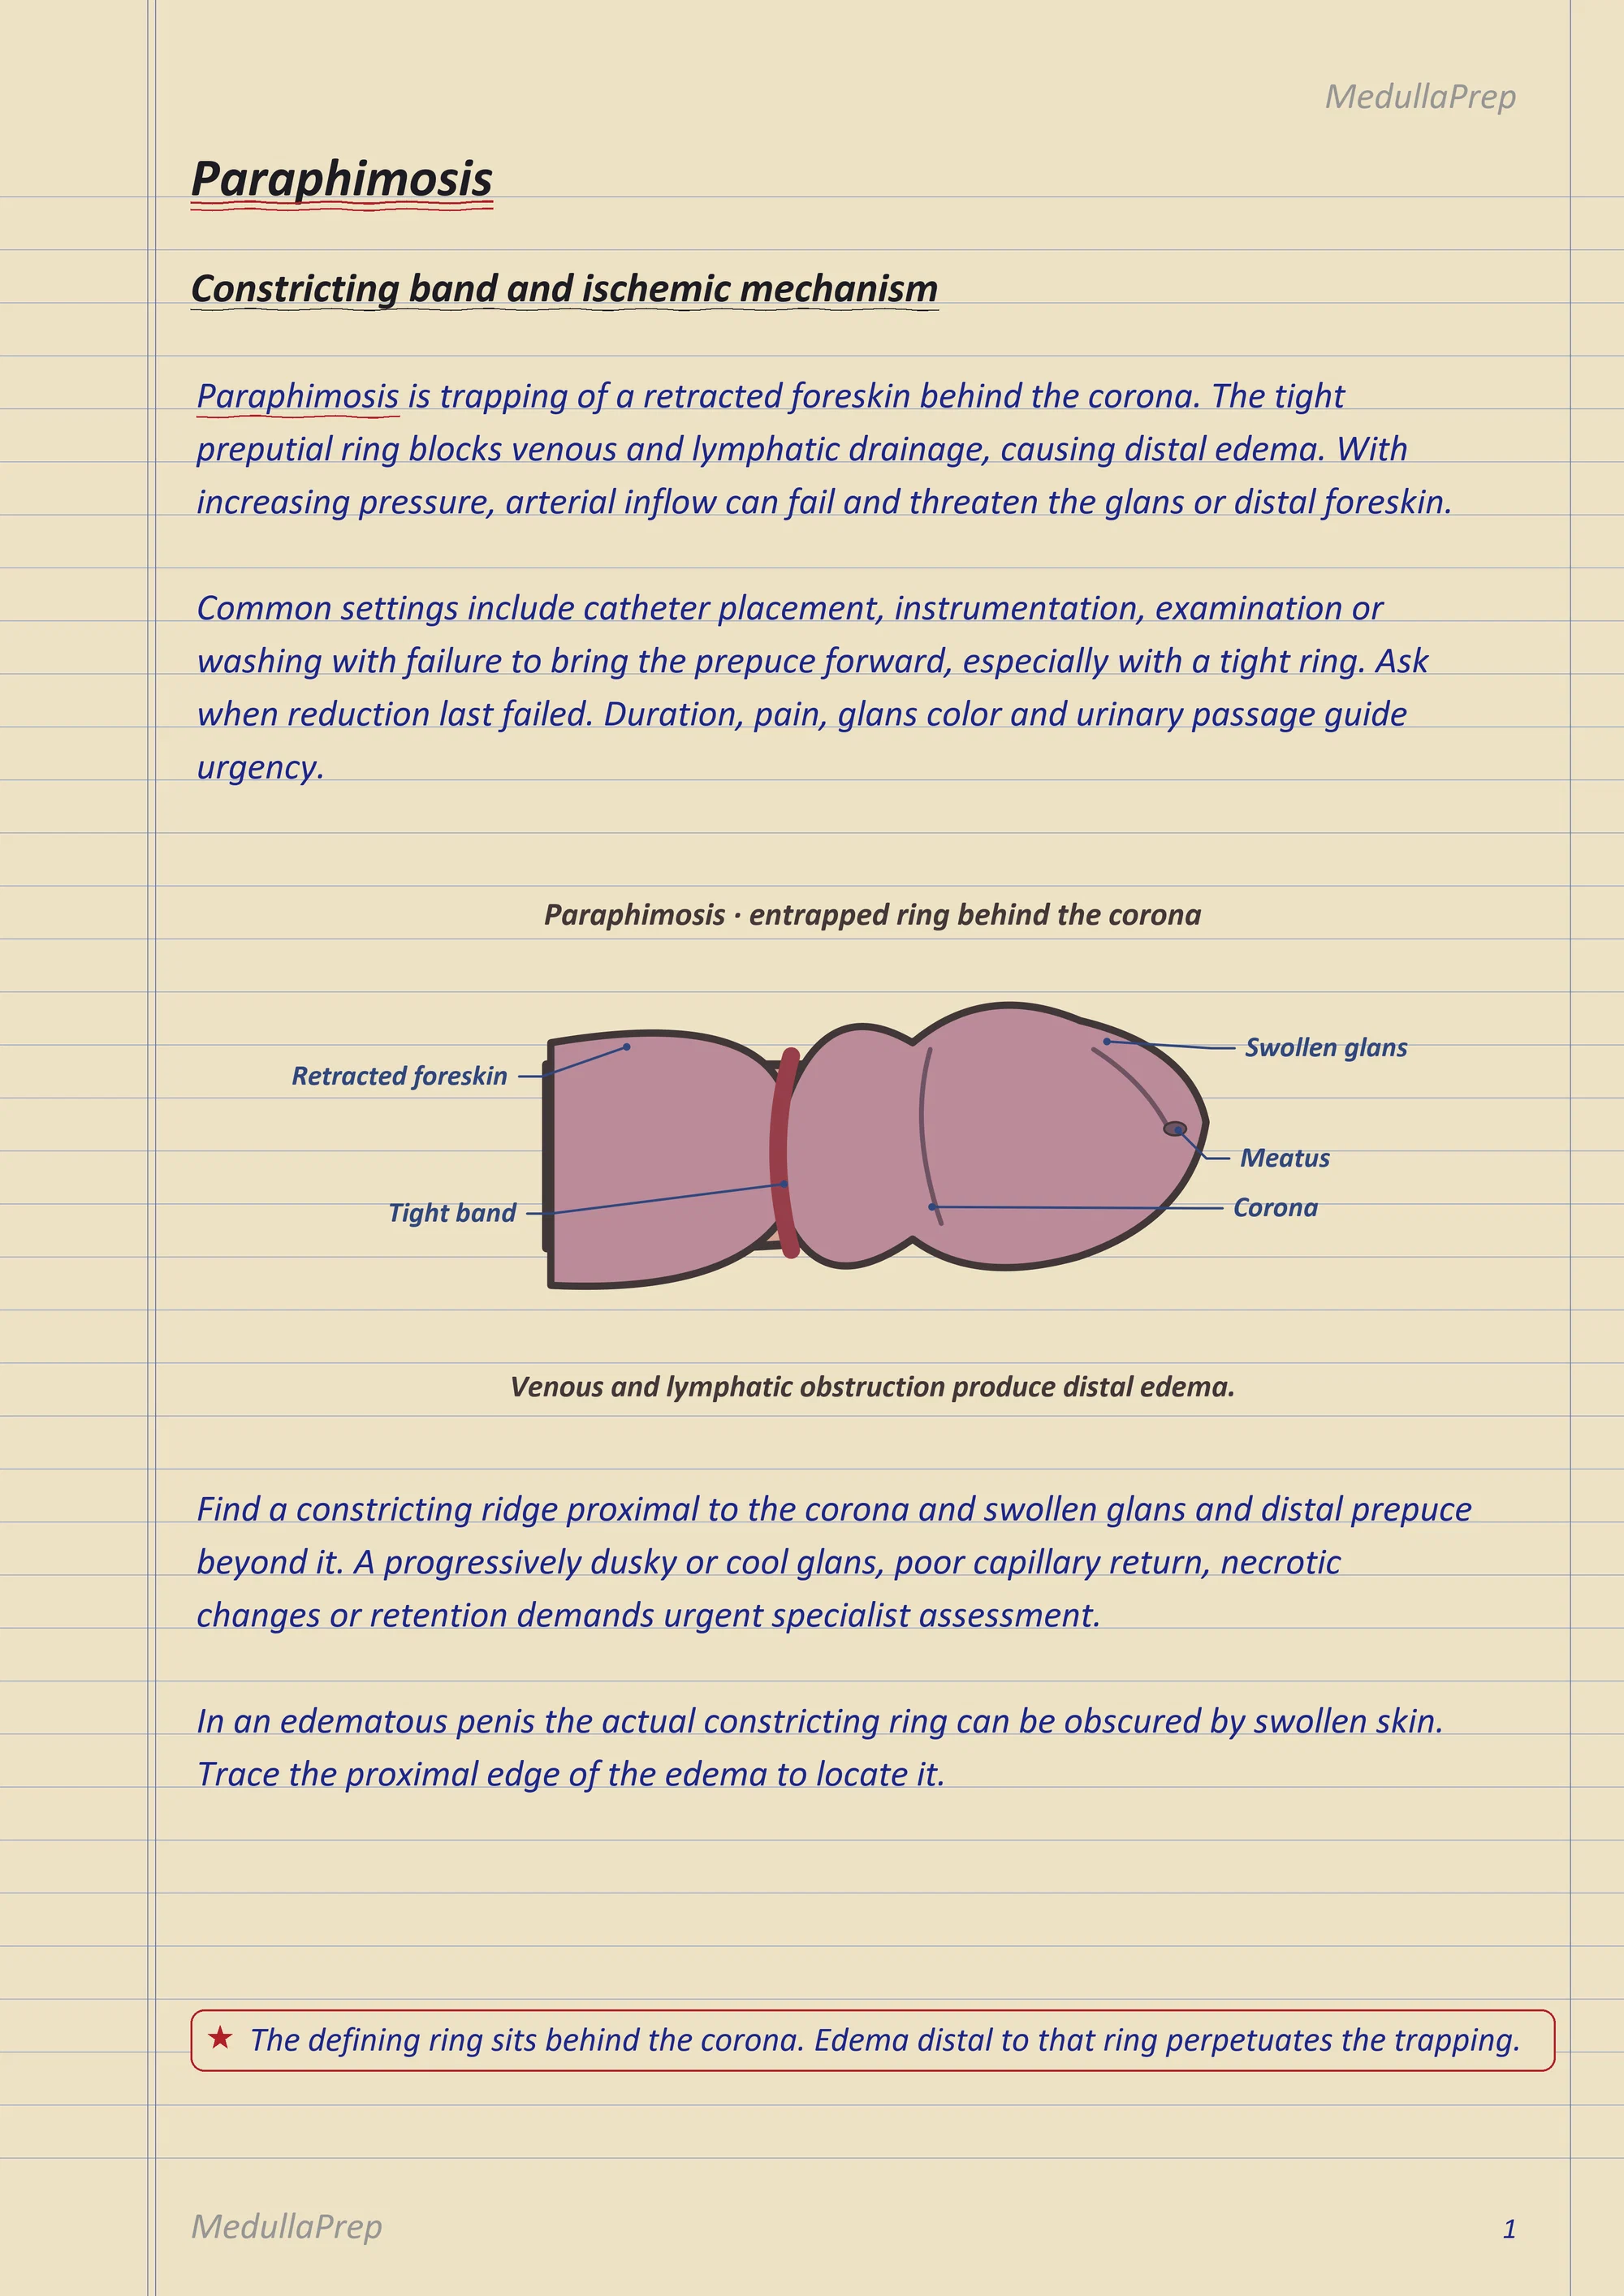 MedullaPrep
Paraphimosis
Constricting band and ischemic mechanism
Paraphimosis is trapping of a retracted foreskin behind the corona. The tight
preputial ring blocks venous and lymphatic drainage, causing distal edema. With
increasing pressure, arterial inflow can fail and threaten the glans or distal foreskin.
Common settings include catheter placement, instrumentation, examination or
washing with failure to bring the prepuce forward, especially with a tight ring. Ask
when reduction last failed. Duration, pain, glans color and urinary passage guide
urgency.
Paraphimosis · entrapped ring behind the corona
Swollen glans
Retracted foreskin
Meatus
Corona
Tight band
Venous and lymphatic obstruction produce distal edema.
Find a constricting ridge proximal to the corona and swollen glans and distal prepuce
beyond it. A progressively dusky or cool glans, poor capillary return, necrotic
changes or retention demands urgent specialist assessment.
In an edematous penis the actual constricting ring can be obscured by swollen skin.
Trace the proximal edge of the edema to locate it.
★ The defining ring sits behind the corona. Edema distal to that ring perpetuates the trapping.
MedullaPrep
1